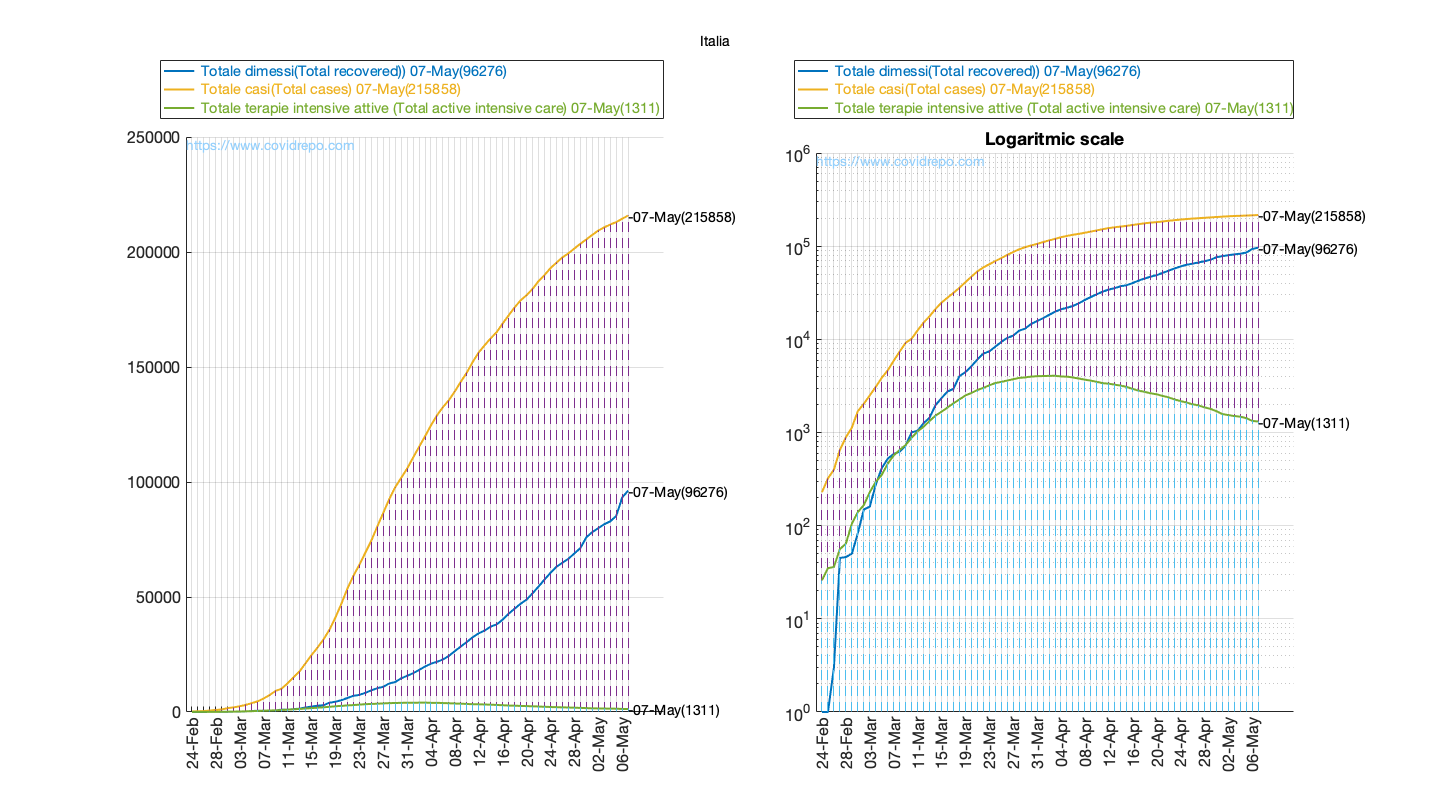 Italia
Totale dimessi(Total recovered)) 07-May(96276)
Totale casi(Total cases) 07-May(215858)
Totale terapie intensive attive (Total active intensive care) 07-May(1311)
250000
200000
150000
100000
50000
0
https://www.covidrepo.com
-07-May(215858)
-07-May(96276)
-07-May(1311)
24-Feb
28-Feb
03-Mar
07-Mar
11-Mar
15-Mar
19-Mar
23-Mar
27-Mar
31-Mar
04-Apr
08-Apr
12-Apr
16-Apr
20-Apr
24-Apr
28-Apr
02-May
06-May
Totale dimessi(Total recovered)) 07-May(96276)
Totale casi(Total cases) 07-May(215858)
Totale terapie intensive attive (Total active intensive care) 07-May(1311)
Logaritmic scale
10^6
10^5
10^4
10^3
10^2
10^1
10^0
https://www.covidrepo.com
-07-May(215858)
-07-May(96276)
-07-May(1311)
24-Feb
28-Feb
03-Mar
07-Mar
11-Mar
15-Mar
19-Mar
23-Mar
27-Mar
31-Mar
04-Apr
08-Apr
12-Apr
16-Apr
20-Apr
24-Apr
28-Apr
02-May
06-May